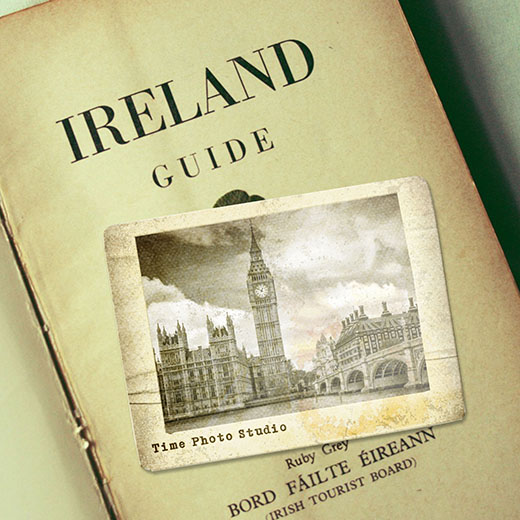 IRELAND
GUIDE
Time Photo Studio
Ruby Grey
BORD FÁILTE ÉIREANN
(IRISH TOURIST BOARD)